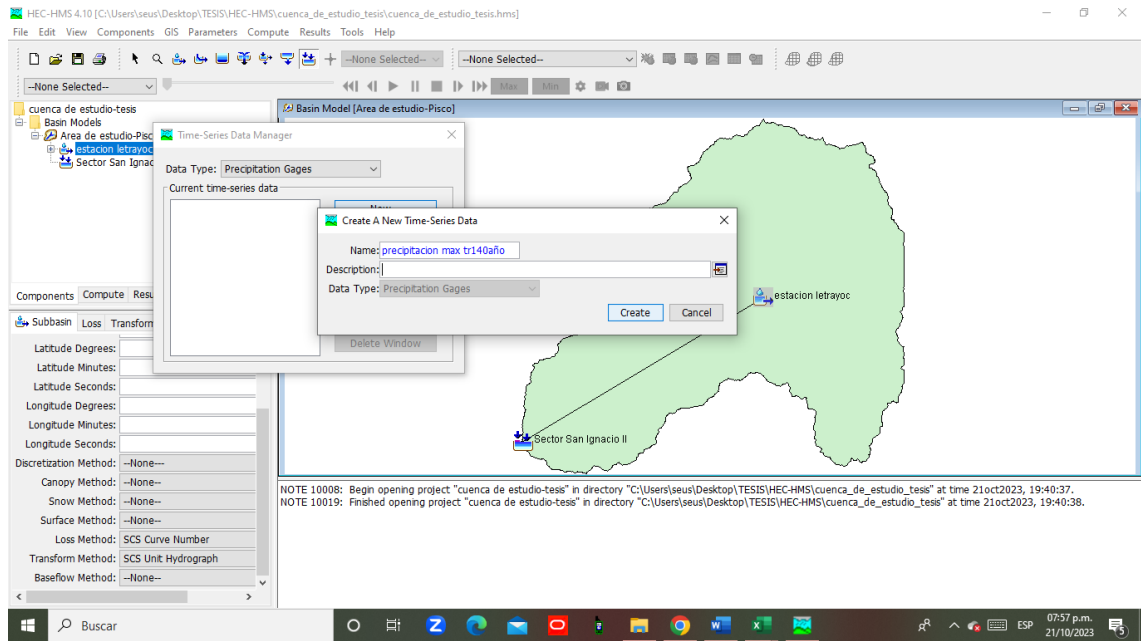 HEC-HMS 4.10 [C:\Users\seus\Desktop\TESIS\HEC-HMS\cuenca_de_estudio_tesis\cuenca_de_estudio_tesis.hms]
File Edit View Components GIS Parameters Compute Results Tools Help
--None Selected-- --None Selected--
--None Selected-- Max Min
cuenca de estudio-tesis
Basin Models
Area de estudio-Pisc
estacion letrayoc
Sector San Ignac
Components Compute Resu
Subbasin Loss Transform
Latitude Degrees:
Latitude Minutes:
Latitude Seconds:
Longitude Degrees:
Longitude Minutes:
Longitude Seconds:
Discretization Method: --None--
Canopy Method: --None--
Snow Method: --None--
Surface Method: --None--
Loss Method: SCS Curve Number
Transform Method: SCS Unit Hydrograph
Baseflow Method: --None--
Basin Model [Area de estudio-Pisco]
estacion letrayoc
Sector San Ignacio II
Time-Series Data Manager
Data Type: Precipitation Gages
Current time-series data
New
Delete Window
Create A New Time-Series Data
Name: precipitacion max tr140año
Description:
Data Type: Precipitation Gages
Create Cancel
NOTE 10008: Begin opening project "cuenca de estudio-tesis" in directory "C:\Users\seus\Desktop\TESIS\HEC-HMS\cuenca_de_estudio_tesis" at time 21oct2023, 19:40:37.
NOTE 10019: Finished opening project "cuenca de estudio-tesis" in directory "C:\Users\seus\Desktop\TESIS\HEC-HMS\cuenca_de_estudio_tesis" at time 21oct2023, 19:40:38.
Buscar
ESP
07:57 p.m.
21/10/2023
5